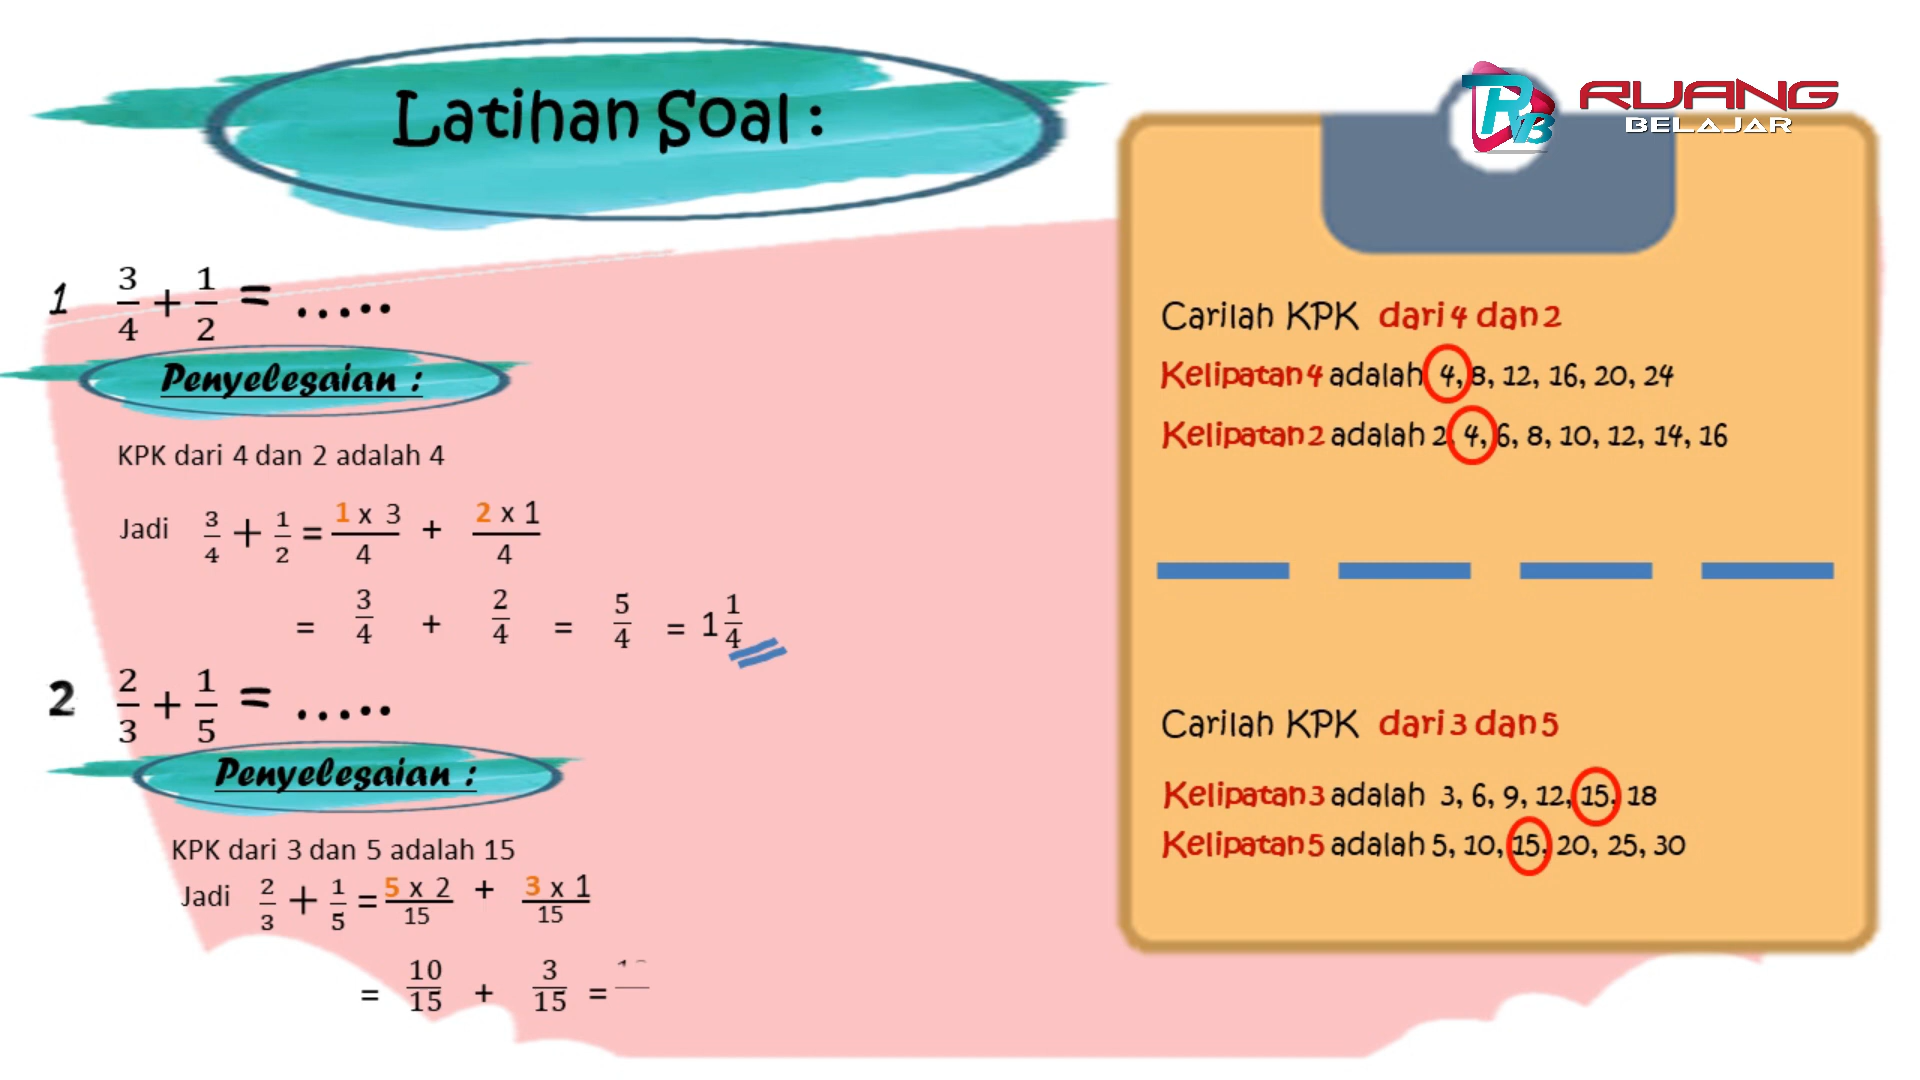 Latihan Soal :
RB RUANG
BELAJAR
1 3/4 + 1/2 = .....
Penyelesaian :
KPK dari 4 dan 2 adalah 4
Jadi 3/4 + 1/2 = 1 x 3/4 + 2 x 1/4
= 3/4 + 2/4 = 5/4 = 1 1/4
2 2/3 + 1/5 = .....
Penyelesaian :
KPK dari 3 dan 5 adalah 15
Jadi 2/3 + 1/5 = 5 x 2/15 + 3 x 1/15
= 10/15 + 3/15 =
Carilah KPK dari 4 dan 2
Kelipatan 4 adalah 4, 8, 12, 16, 20, 24
Kelipatan 2 adalah 2, 4, 6, 8, 10, 12, 14, 16
Carilah KPK dari 3 dan 5
Kelipatan 3 adalah 3, 6, 9, 12, 15, 18
Kelipatan 5 adalah 5, 10, 15, 20, 25, 30